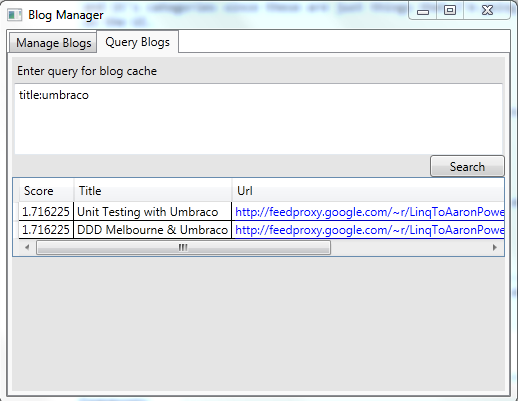 Blog Manager
Manage Blogs Query Blogs
Enter query for blog cache
title:umbraco
Search
Score Title Url
1.716225 Unit Testing with Umbraco http://feedproxy.google.com/~r/LinqToAaronPowe
1.716225 DDD Melbourne & Umbraco http://feedproxy.google.com/~r/LinqToAaronPowe